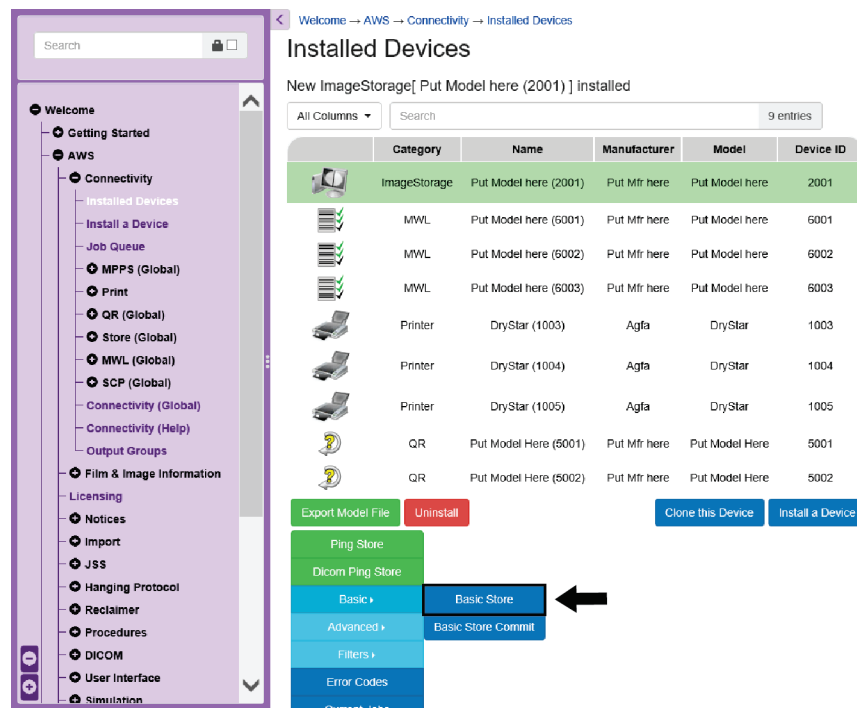 Search
Welcome
Getting Started
AWS
Connectivity
Installed Devices
Install a Device
Job Queue
MPPS (Global)
Print
QR (Global)
Store (Global)
MWL (Global)
SCP (Global)
Connectivity (Global)
Connectivity (Help)
Output Groups
Film & Image Information
Licensing
Notices
Import
JSS
Hanging Protocol
Reclaimer
Procedures
DICOM
User Interface
Simulation
Welcome → AWS → Connectivity → Installed Devices
Installed Devices
New ImageStorage[ Put Model here (2001) ] installed
All Columns Search 9 entries
Category Name Manufacturer Model Device ID
ImageStorage Put Model here (2001) Put Mfr here Put Model here 2001
MWL Put Model here (6001) Put Mfr here Put Model here 6001
MWL Put Model here (6002) Put Mfr here Put Model here 6002
MWL Put Model here (6003) Put Mfr here Put Model here 6003
Printer DryStar (1003) Agfa DryStar 1003
Printer DryStar (1004) Agfa DryStar 1004
Printer DryStar (1005) Agfa DryStar 1005
QR Put Model Here (5001) Put Mfr here Put Model Here 5001
QR Put Model Here (5002) Put Mfr here Put Model Here 5002
Export Model File Uninstall Clone this Device Install a Device
Ping Store
Dicom Ping Store
Basic Basic Store
Advanced Basic Store Commit
Filters
Error Codes
Current Jobs